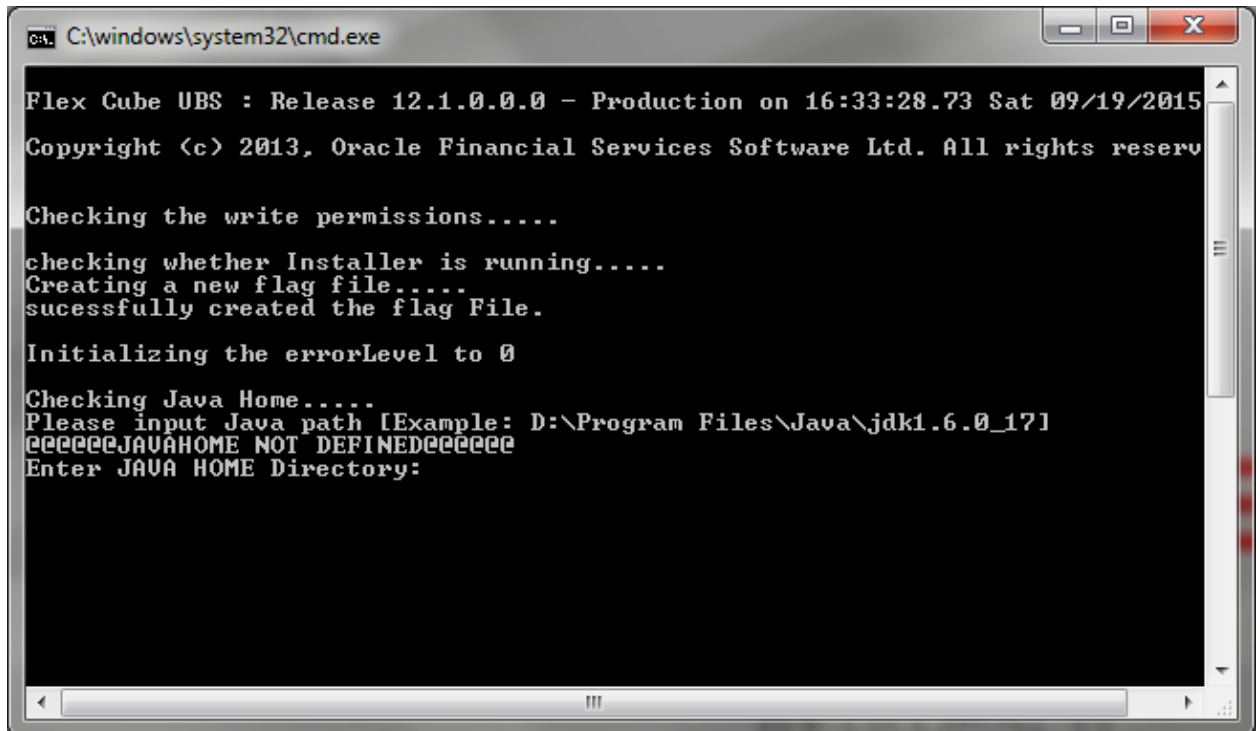 C:\windows\system32\cmd.exe
Flex Cube UBS : Release 12.1.0.0.0 - Production on 16:33:28.73 Sat 09/19/2015
Copyright (c) 2013, Oracle Financial Services Software Ltd. All rights reserv
Checking the write permissions.....
checking whether Installer is running.....
Creating a new flag file.....
sucessfully created the flag File.
Initializing the errorLevel to 0
Checking Java Home.....
Please input Java path [Example: D:\Program Files\Java\jdk1.6.0_17]
@@@@@@JAVAHOME NOT DEFINED@@@@@@
Enter JAVA HOME Directory: